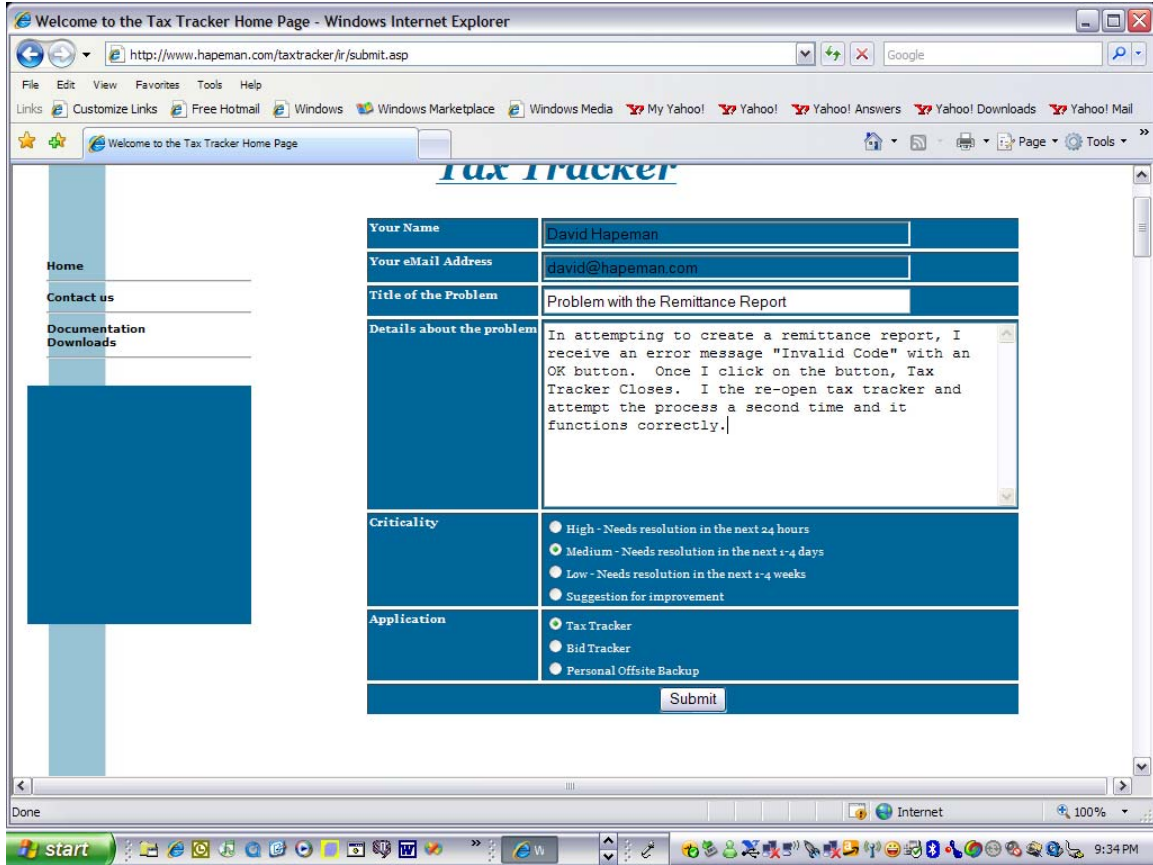 Welcome to the Tax Tracker Home Page - Windows Internet Explorer
http://www.hapeman.com/taxtracker/ir/submit.asp
Google
File Edit View Favorites Tools Help
Links Customize Links Free Hotmail Windows Windows Marketplace Windows Media My Yahoo! Yahoo! Yahoo! Answers Yahoo! Downloads Yahoo! Mail
Welcome to the Tax Tracker Home Page
Page Tools
Tax Tracker
Home
Contact us
Documentation
Downloads
Your Name
David Hapeman
Your eMail Address
david@hapeman.com
Title of the Problem
Problem with the Remittance Report
Details about the problem
In attempting to create a remittance report, I
receive an error message "Invalid Code" with an
OK button. Once I click on the button, Tax
Tracker Closes. I the re-open tax tracker and
attempt the process a second time and it
functions correctly.
Criticality
High - Needs resolution in the next 24 hours
Medium - Needs resolution in the next 1-4 days
Low - Needs resolution in the next 1-4 weeks
Suggestion for improvement
Application
Tax Tracker
Bid Tracker
Personal Offsite Backup
Submit
Done
Internet
100%
start
W
9:34 PM